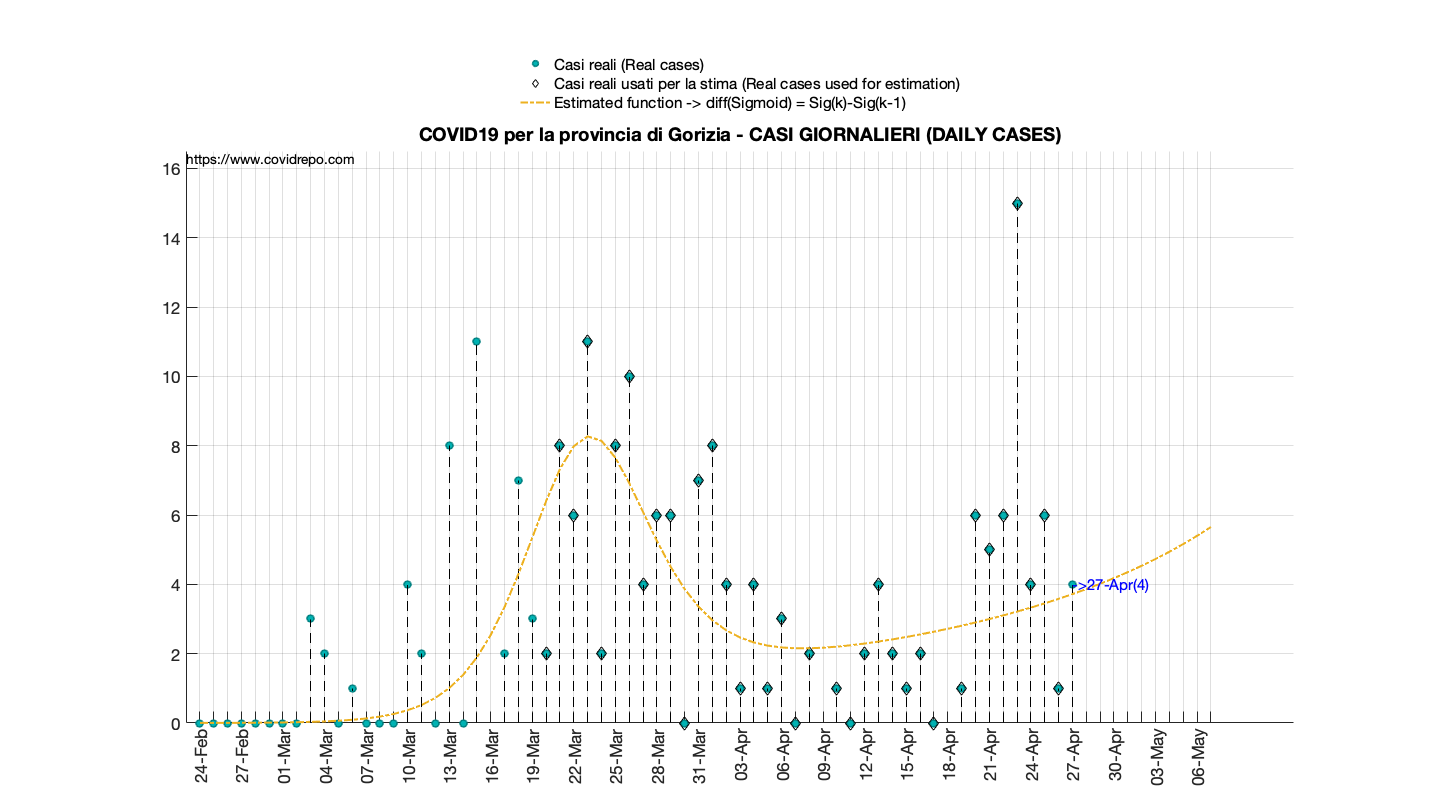 Casi reali (Real cases)
Casi reali usati per la stima (Real cases used for estimation)
Estimated function -> diff(Sigmoid) = Sig(k)-Sig(k-1)
COVID19 per la provincia di Gorizia - CASI GIORNALIERI (DAILY CASES)
https://www.covidrepo.com
16
14
12
10
8
6
4
2
0
>27-Apr(4)
24-Feb
27-Feb
01-Mar
04-Mar
07-Mar
10-Mar
13-Mar
16-Mar
19-Mar
22-Mar
25-Mar
28-Mar
31-Mar
03-Apr
06-Apr
09-Apr
12-Apr
15-Apr
18-Apr
21-Apr
24-Apr
27-Apr
30-Apr
03-May
06-May